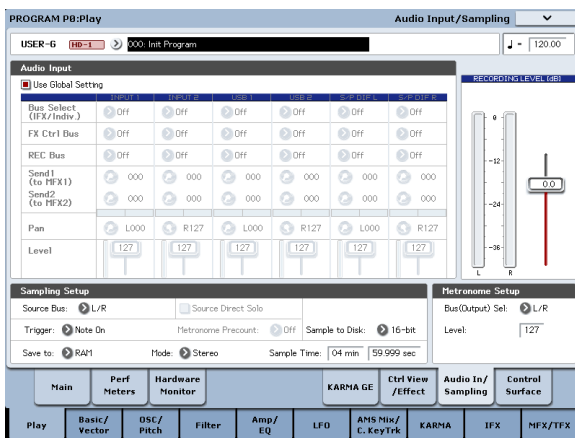 PROGRAM P0:Play Audio Input/Sampling
USER-G HD-1 000: Init Program ♩ = 120.00
Audio Input
Use Global Setting
RECORDING LEVEL [dB]
INPUT 1 INPUT 2 USB 1 USB 2 S/P DIF L S/P DIF R
Bus Select
(IFX/Indiv.)
Off Off Off Off Off Off
FX Ctrl Bus Off Off Off Off Off Off
REC Bus Off Off Off Off Off Off
Send1
(to MFX1)
000 000 000 000 000 000
Send2
(to MFX2)
000 000 000 000 000 000
Pan L000 R127 L000 R127 L000 R127
Level 127 127 127 127 127 127
0
-12
-24
-36
L R
0.0
Sampling Setup
Source Bus: L/R Source Direct Solo
Trigger: Note On Metronome Precount: Off Sample to Disk: 16-bit
Save to: RAM Mode: Stereo Sample Time: 04 min 59.999 sec
Metronome Setup
Bus(Output) Sel: L/R
Level: 127
Main
Perf
Meters
Hardware
Monitor
KARMA GE
Ctrl View
/Effect
Audio In/
Sampling
Control
Surface
Play
Basic/
Vector
OSC/
Pitch
Filter
Amp/
EQ
LFO
AMS Mix/
C. KeyTrk
KARMA
IFX
MFX/TFX